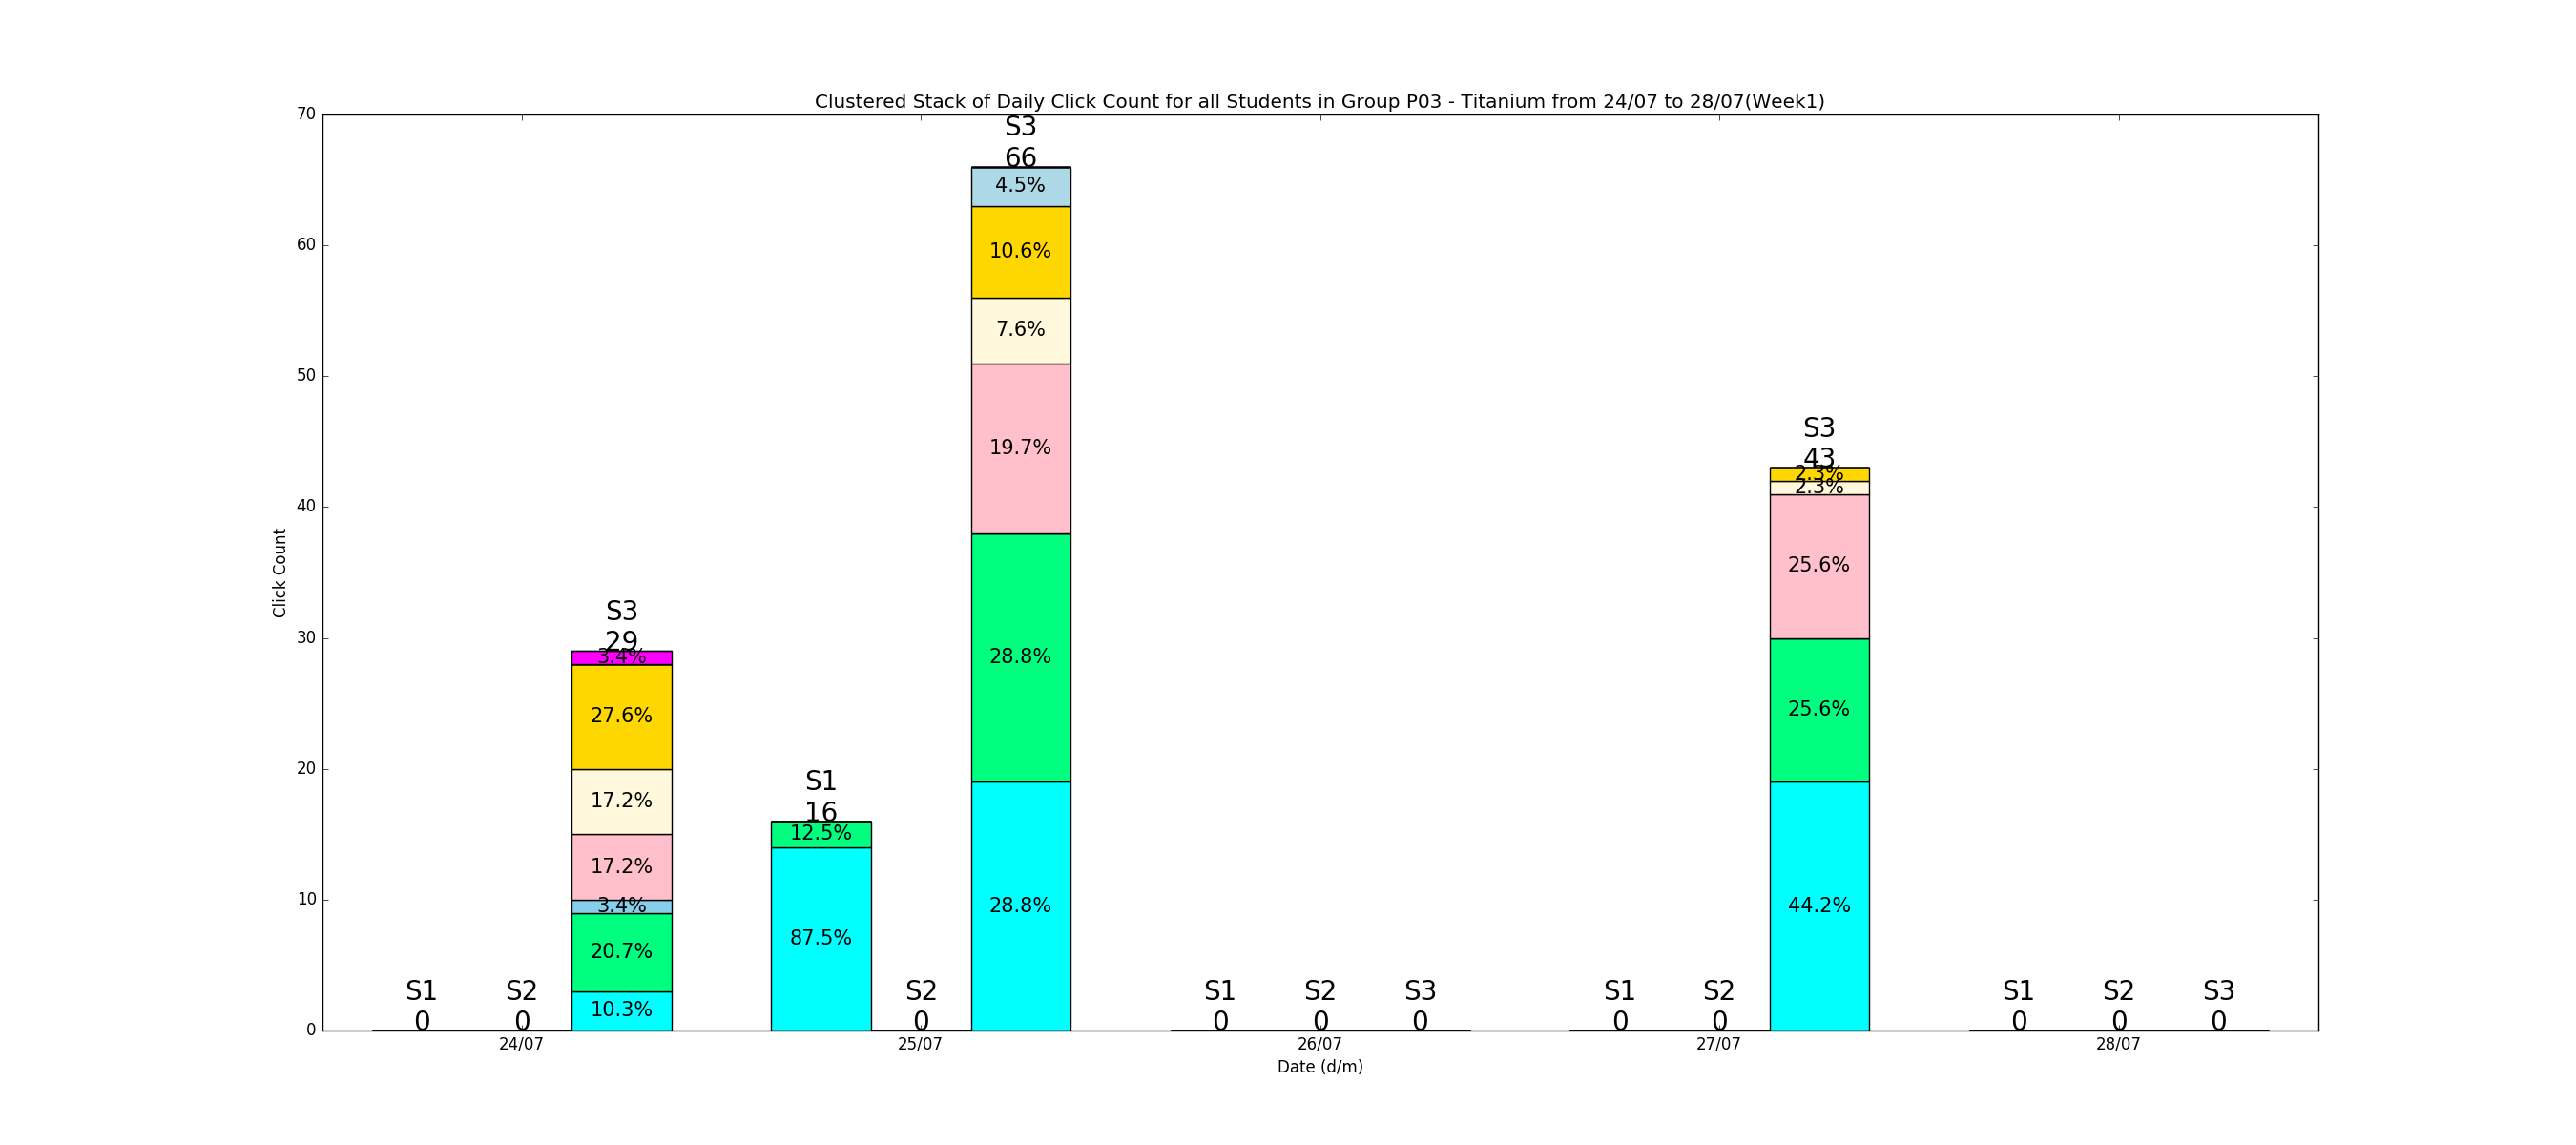 Clustered Stack of Daily Click Count for all Students in Group P03 - Titanium from 24/07 to 28/07(Week1)
70
60
50
40
30
20
10
0
Click Count
S1
0
S2
0
S3
29
3.4%
27.6%
17.2%
17.2%
3.4%
20.7%
10.3%
S1
16
12.5%
87.5%
S2
0
S3
66
4.5%
10.6%
7.6%
19.7%
28.8%
28.8%
S1
0
S2
0
S3
0
S1
0
S2
0
S3
43
2.3%
2.3%
25.6%
25.6%
44.2%
S1
0
S2
0
S3
0
24/07
25/07
26/07
27/07
28/07
Date (d/m)